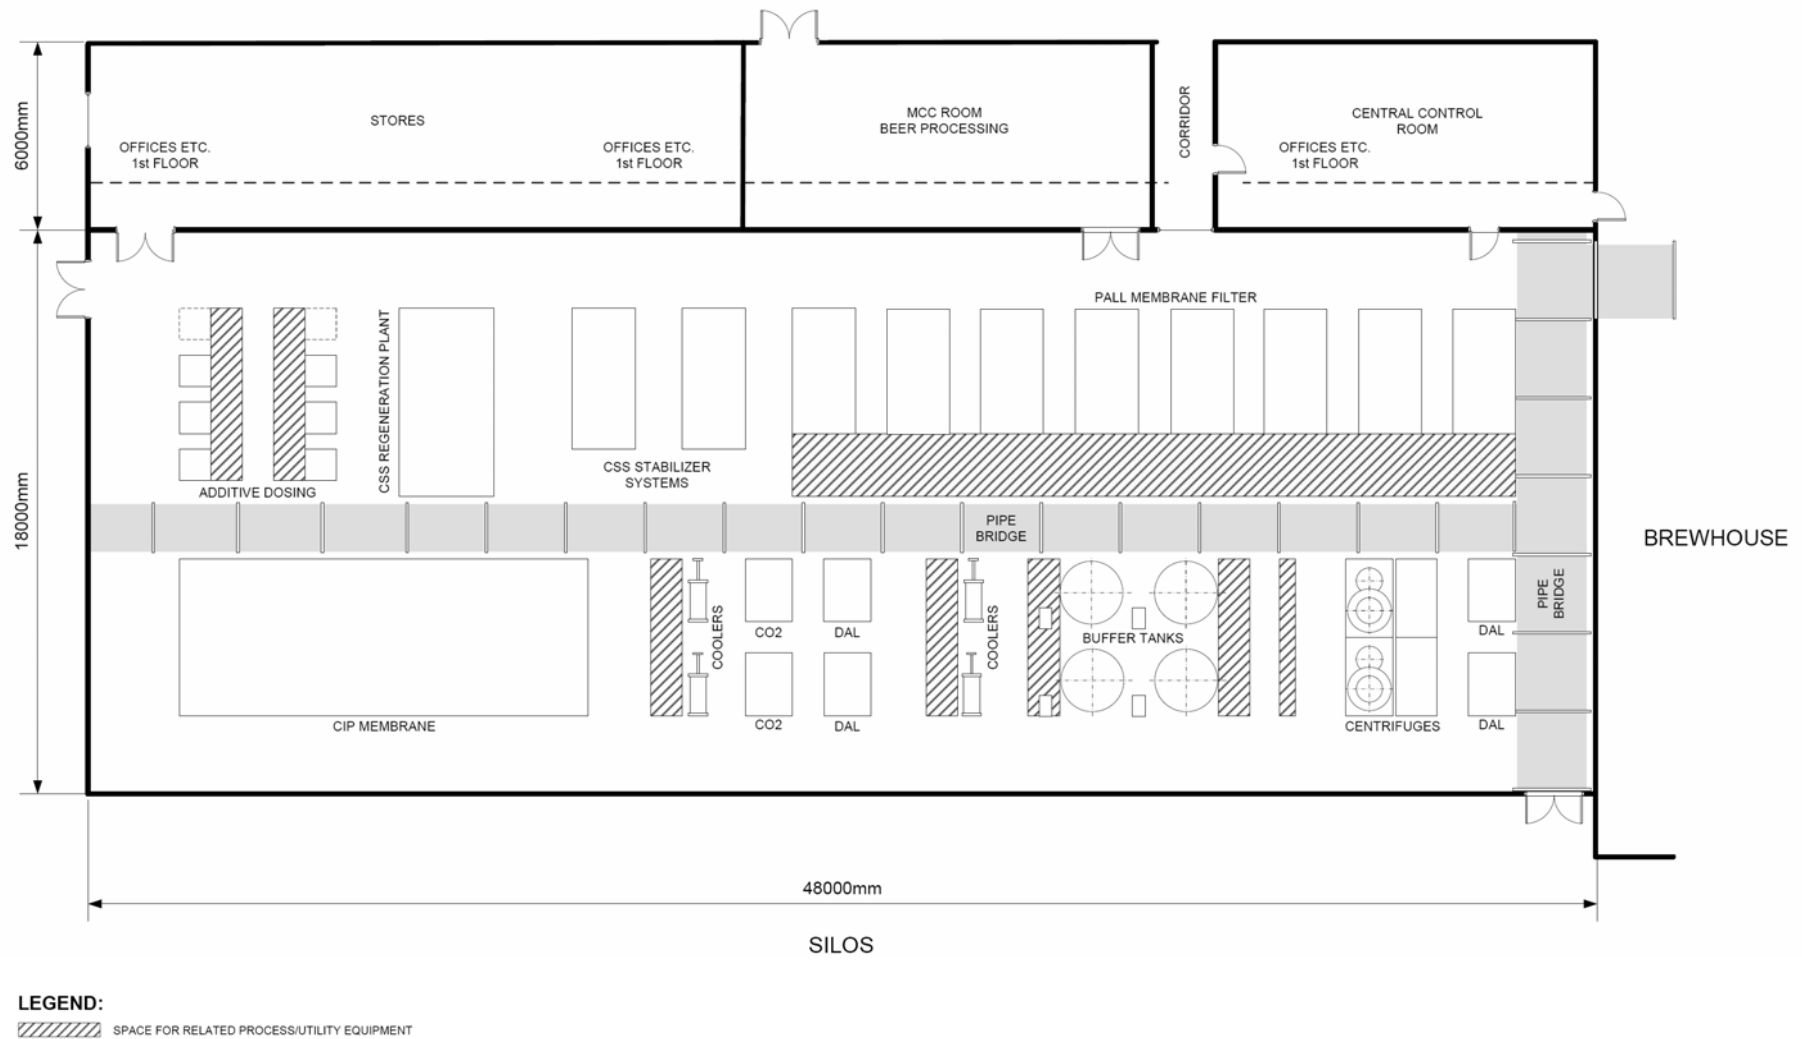 6000mm
STORES
OFFICES ETC.
1st FLOOR
OFFICES ETC.
1st FLOOR
MCC ROOM
BEER PROCESSING
CORRIDOR
CENTRAL CONTROL
ROOM
OFFICES ETC.
1st FLOOR
18000mm
ADDITIVE DOSING
CSS REGENERATION PLANT
CSS STABILIZER
SYSTEMS
PALL MEMBRANE FILTER
PIPE
BRIDGE
BREWHOUSE
PIPE
BRIDGE
CIP MEMBRANE
COOLERS
CO2
DAL
CO2
DAL
COOLERS
BUFFER TANKS
CENTRIFUGES
DAL
DAL
48000mm
SILOS
LEGEND:
SPACE FOR RELATED PROCESS/UTILITY EQUIPMENT